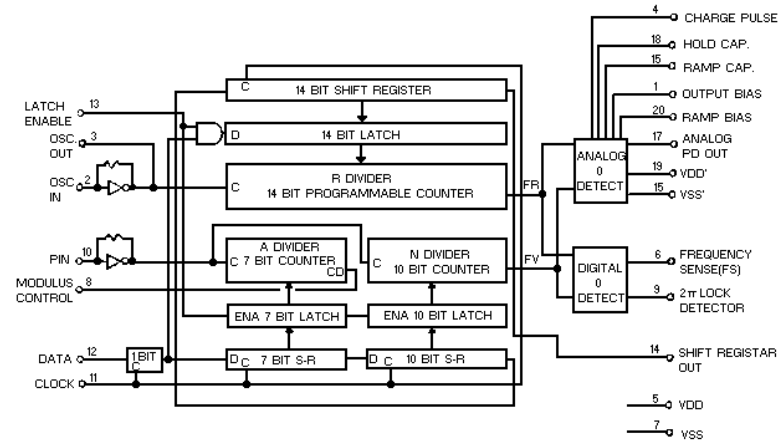 4 CHARGE PULSE
18 HOLD CAP.
15 RAMP CAP.
1 OUTPUT BIAS
20 RAMP BIAS
17 ANALOG
PD OUT
19 VDD'
15 VSS'
LATCH
ENABLE 13
OSC
OUT 3
OSC
IN 2
C
14 BIT SHIFT REGISTER
D
14 BIT LATCH
C
R DIVIDER
14 BIT PROGRAMMABLE COUNTER
FR
ANALOG
0
DETECT
PIN 10
MODULUS
CONTROL 8
A DIVIDER
C 7 BIT COUNTER
CD
N DIVIDER
C 10 BIT COUNTER
FV
DIGITAL
0
DETECT
6 FREQUENCY
SENSE(FS)
9 2π LOCK
DETECTOR
ENA 7 BIT LATCH
ENA 10 BIT LATCH
DATA 12
1BIT
C
D C 7 BIT S-R
D C 10 BIT S-R
14 SHIFT REGISTAR
OUT
CLOCK 11
5 VDD
7 VSS